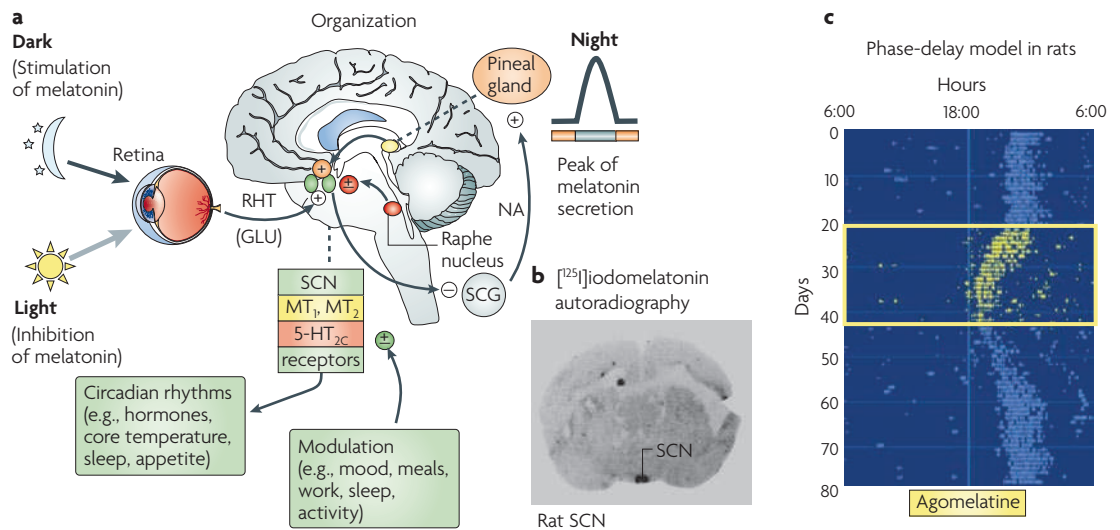 a
Organization
Dark
(Stimulation
of melatonin)
Retina
Light
(Inhibition
of melatonin)
RHT
(GLU)
+
+
±
Pineal
gland
+
NA
Raphe
nucleus
−
SCG
Night
Peak of
melatonin
secretion
SCN
MT1, MT2
5-HT2C
receptors
±
Circadian rhythms
(e.g., hormones,
core temperature,
sleep, appetite)
Modulation
(e.g., mood, meals,
work, sleep,
activity)
b
[125I]iodomelatonin
autoradiography
SCN
Rat SCN
c
Phase-delay model in rats
Hours
6:00 18:00 6:00
Days
0
10
20
30
40
50
60
70
80
Agomelatine